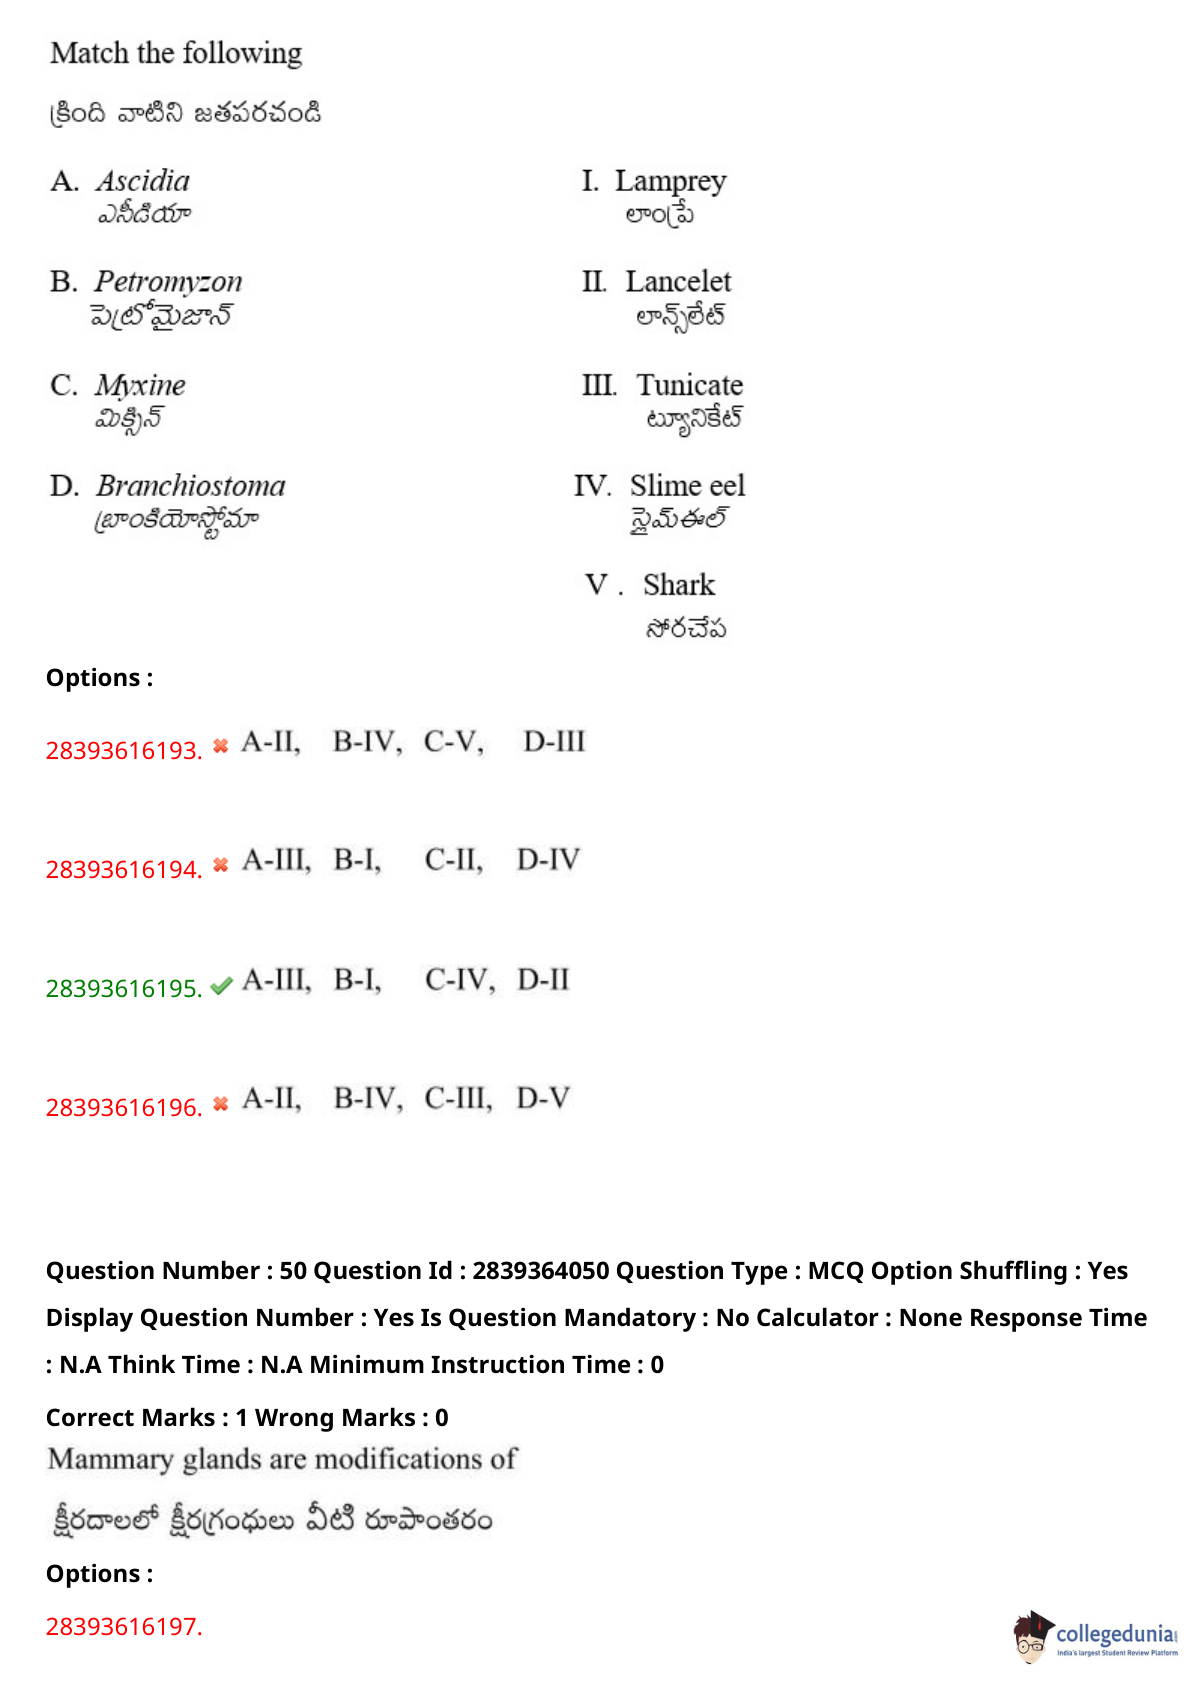 Match the following
క్రింది వాటిని జతపరచండి
A. Ascidia
ఎసీడియా
I. Lamprey
లాంప్రే
B. Petromyzon
పెట్రోమైజాన్
II. Lancelet
లాన్స్‌లేట్
C. Myxine
మిక్సిన్
III. Tunicate
ట్యూనికేట్
D. Branchiostoma
బ్రాంకియోస్టోమా
IV. Slime eel
స్లైమ్ఈల్
V . Shark
సోరచేప
Options :
28393616193. ✖ A-II, B-IV, C-V, D-III
28393616194. ✖ A-III, B-I, C-II, D-IV
28393616195. ✔ A-III, B-I, C-IV, D-II
28393616196. ✖ A-II, B-IV, C-III, D-V
Question Number : 50 Question Id : 2839364050 Question Type : MCQ Option Shuffling : Yes
Display Question Number : Yes Is Question Mandatory : No Calculator : None Response Time
: N.A Think Time : N.A Minimum Instruction Time : 0
Correct Marks : 1 Wrong Marks : 0
Mammary glands are modifications of
క్షీరదాలలో క్షీరగ్రంధులు వీటి రూపాంతరం
Options :
28393616197.
collegedunia
India's largest Student Review Platform